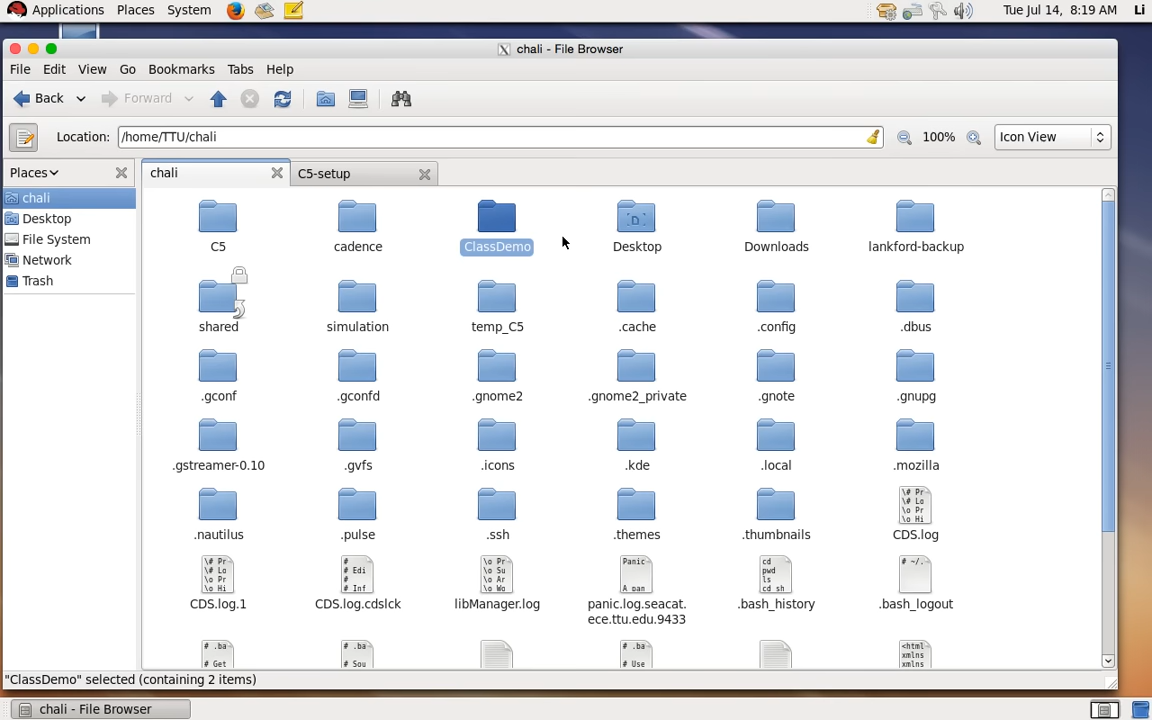 Applications Places System Tue Jul 14, 8:19 AM Li
chali - File Browser
File Edit View Go Bookmarks Tabs Help
Back Forward
Location: /home/TTU/chali 100% Icon View
Places chali C5-setup
chali
Desktop
File System
Network
Trash
C5 cadence ClassDemo Desktop Downloads lankford-backup
shared simulation temp_C5 .cache .config .dbus
.gconf .gconfd .gnome2 .gnome2_private .gnote .gnupg
.gstreamer-0.10 .gvfs .icons .kde .local .mozilla
.nautilus .pulse .ssh .themes .thumbnails CDS.log
CDS.log.1 CDS.log.cdslck libManager.log panic.log.seacat.
ece.ttu.edu.9433 .bash_history .bash_logout
"ClassDemo" selected (containing 2 items)
chali - File Browser